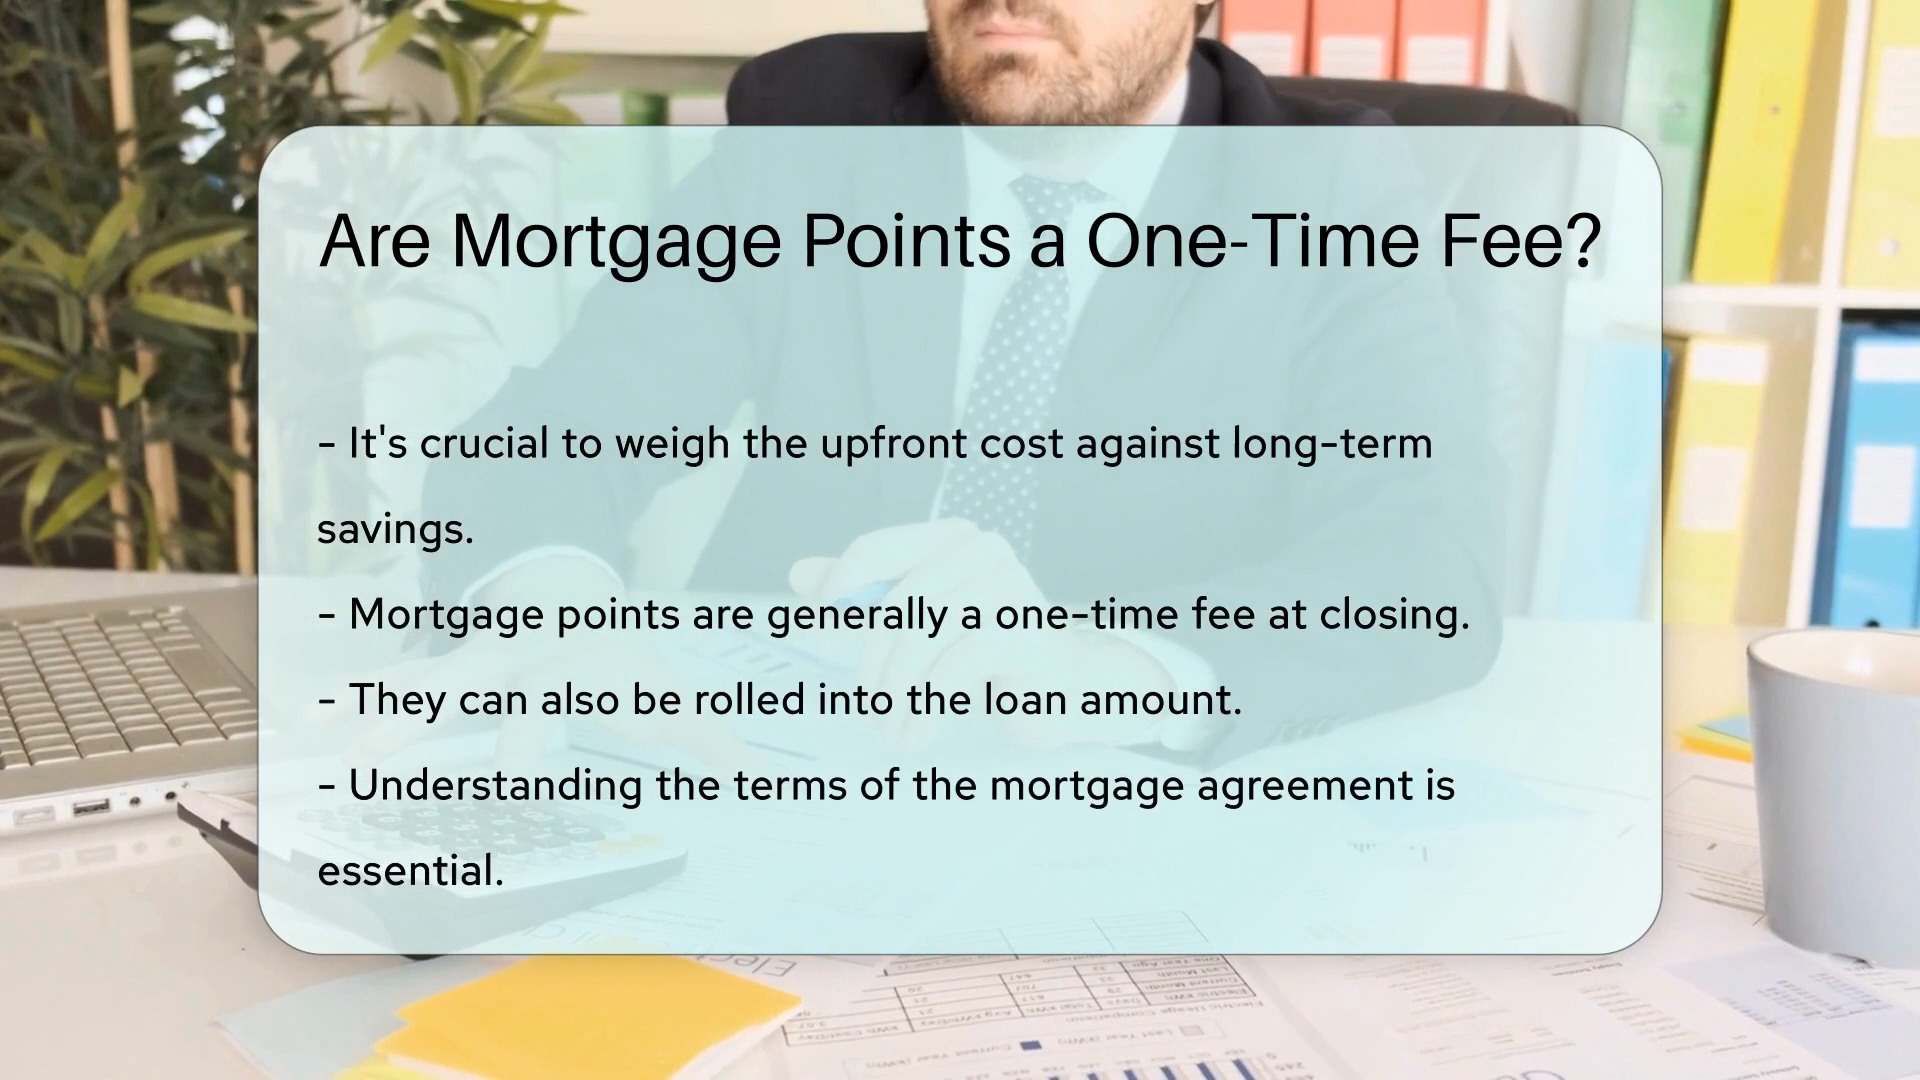 Are Mortgage Points a One-Time Fee?
- It's crucial to weigh the upfront cost against long-term
savings.
- Mortgage points are generally a one-time fee at closing.
- They can also be rolled into the loan amount.
- Understanding the terms of the mortgage agreement is
essential.